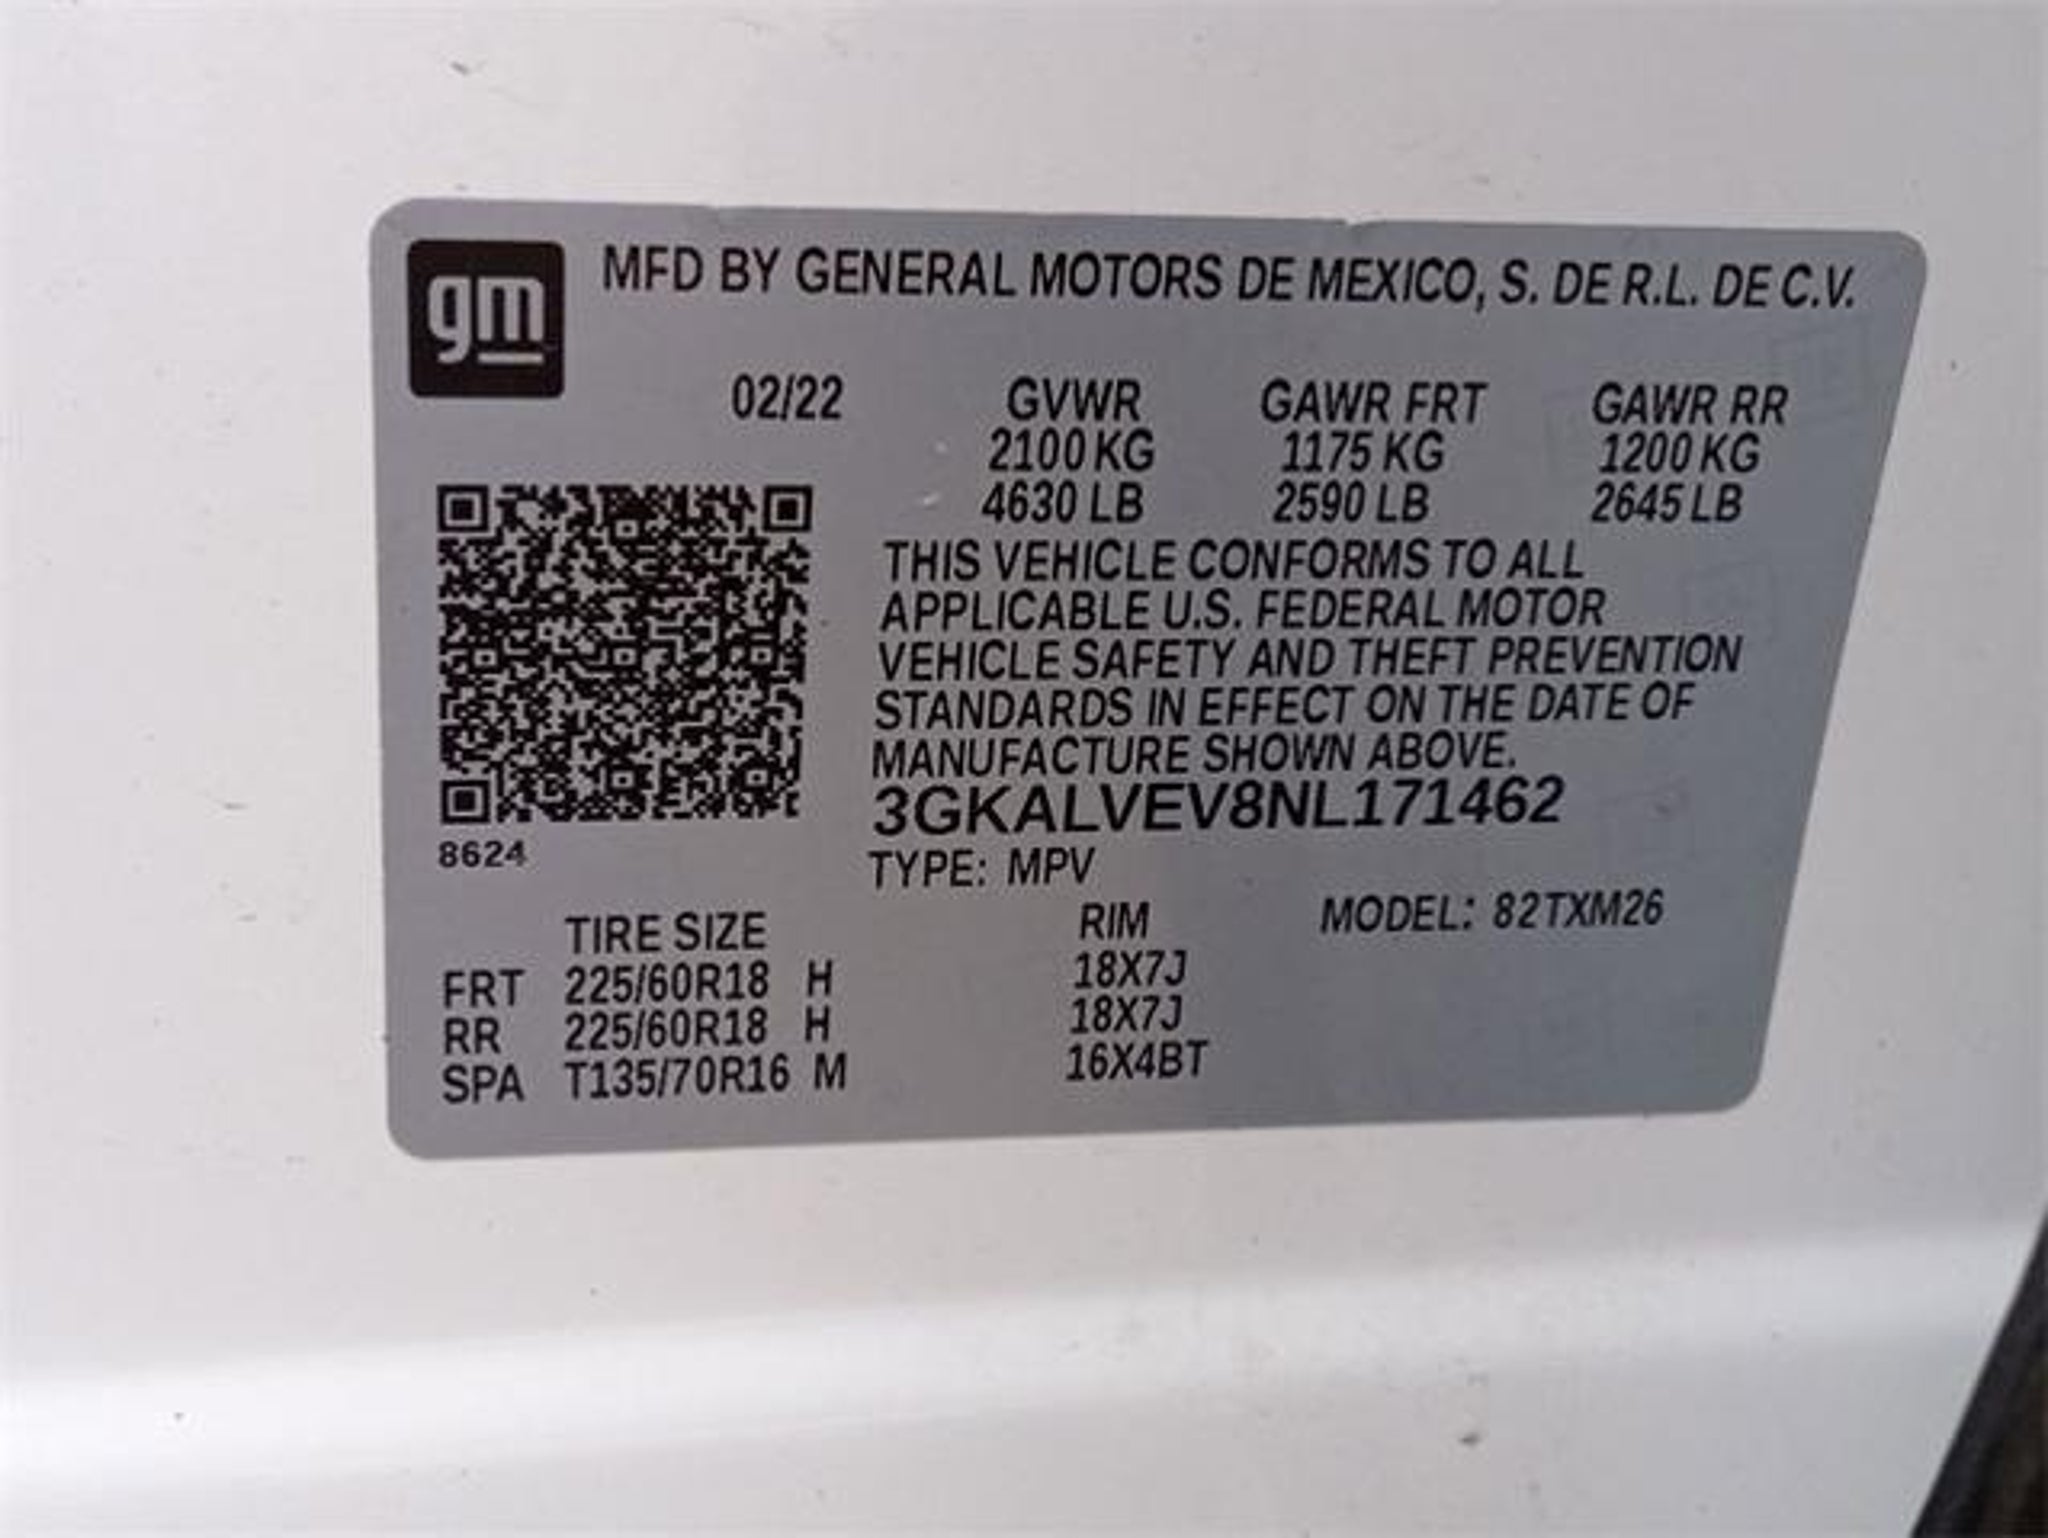 gm
MFD BY GENERAL MOTORS DE MEXICO, S. DE R.L. DE C.V.
02/22 GVWR GAWR FRT GAWR RR
2100 KG 1175 KG 1200 KG
4630 LB 2590 LB 2645 LB
THIS VEHICLE CONFORMS TO ALL
APPLICABLE U.S. FEDERAL MOTOR
VEHICLE SAFETY AND THEFT PREVENTION
STANDARDS IN EFFECT ON THE DATE OF
MANUFACTURE SHOWN ABOVE.
3GKALVEV8NL171462
8624
TYPE: MPV
TIRE SIZE RIM MODEL: 82TXM26
FRT 225/60R18 H 18X7J
RR 225/60R18 H 18X7J
SPA T135/70R16 M 16X4BT